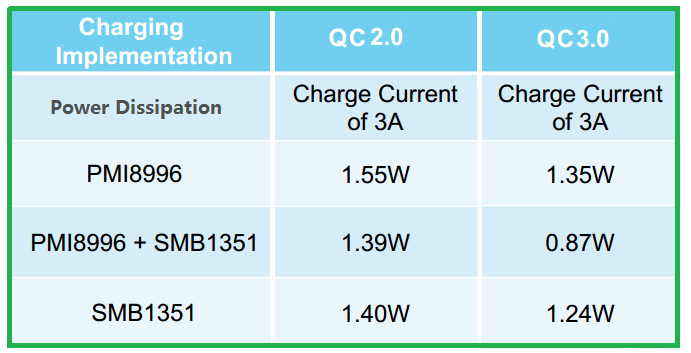 Charging
Implementation
QC 2.0
QC 3.0
Power Dissipation
Charge Current
of 3A
Charge Current
of 3A
PMI8996
1.55W
1.35W
PMI8996 + SMB1351
1.39W
0.87W
SMB1351
1.40W
1.24W